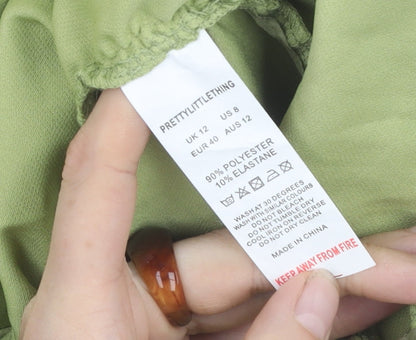 PRETTYLITTLETHING
UK 12 US 8
EUR 40 AUS 12
90% POLYESTER
10% ELASTANE
WASH AT 30 DEGREES
WASH WITH SIMILAR COLOURS
DO NOT BLEACH
DO NOT TUMBLE DRY
COOL IRON ON REVERSE
DO NOT DRY CLEAN
MADE IN CHINA
KEEP AWAY FROM FIRE